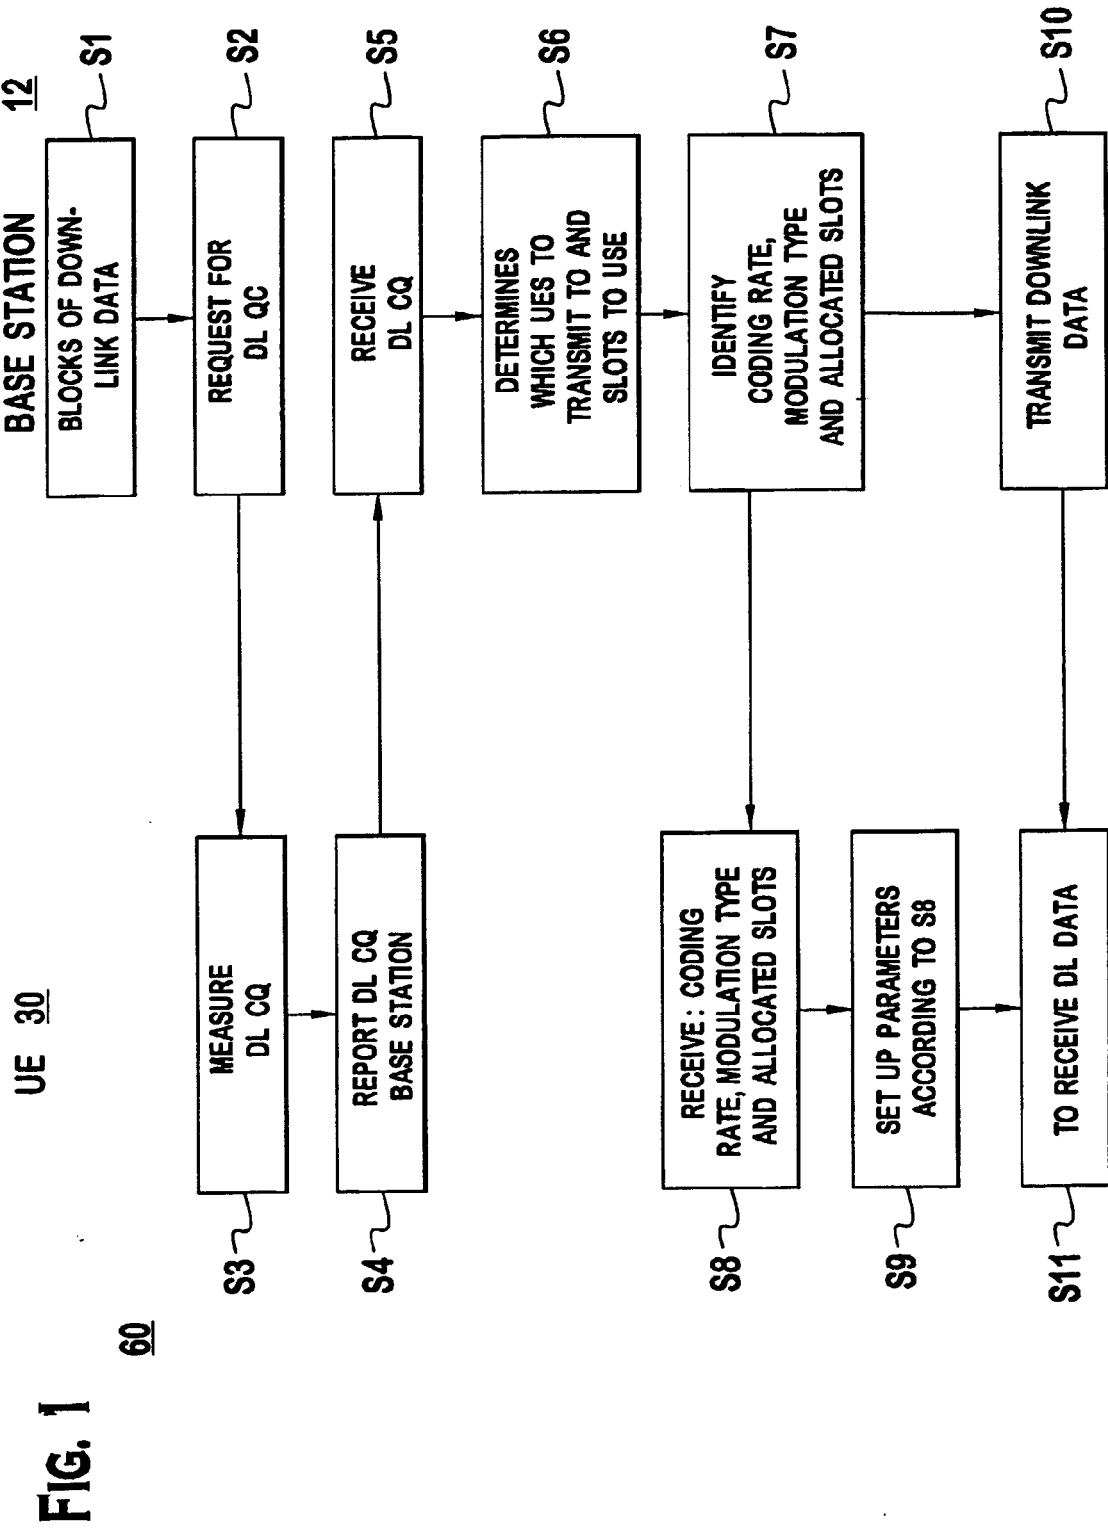 FIG. 1
60
UE 30
BASE STATION 12
BLOCKS OF DOWN-
LINK DATA
S1
REQUEST FOR
DL QC
S2
MEASURE
DL CQ
S3
REPORT DL CQ
BASE STATION
S4
RECEIVE
DL CQ
S5
DETERMINES
WHICH UES TO
TRANSMIT TO AND
SLOTS TO USE
S6
IDENTIFY
CODING RATE,
MODULATION TYPE
AND ALLOCATED SLOTS
S7
RECEIVE: CODING
RATE, MODULATION TYPE
AND ALLOCATED SLOTS
S8
SET UP PARAMETERS
ACCORDING TO S8
S9
TRANSMIT DOWNLINK
DATA
S10
TO RECEIVE DL DATA
S11